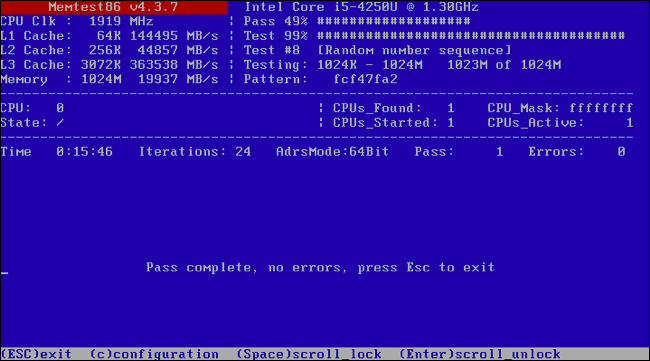 Memtest86 v4.3.7 Intel Core i5-4250U @ 1.30GHz
CPU Clk : 1919 MHz ¦ Pass 49% ###################
L1 Cache: 64K 144495 MB/s ¦ Test 99% ######################################
L2 Cache: 256K 44857 MB/s ¦ Test #8 [Random number sequence]
L3 Cache: 3072K 363538 MB/s ¦ Testing: 1024K - 1024M 1023M of 1024M
Memory : 1024M 19937 MB/s ¦ Pattern: fcf47fa2
CPU: 0 ¦ CPUs_Found: 1 CPU_Mask: ffffffff
State: / ¦ CPUs_Started: 1 CPUs_Active: 1
Time 0:15:46 Iterations: 24 AdrsMode:64Bit Pass: 1 Errors: 0
Pass complete, no errors, press Esc to exit
(ESC)exit (c)configuration (Space)scroll_lock (Enter)scroll_unlock